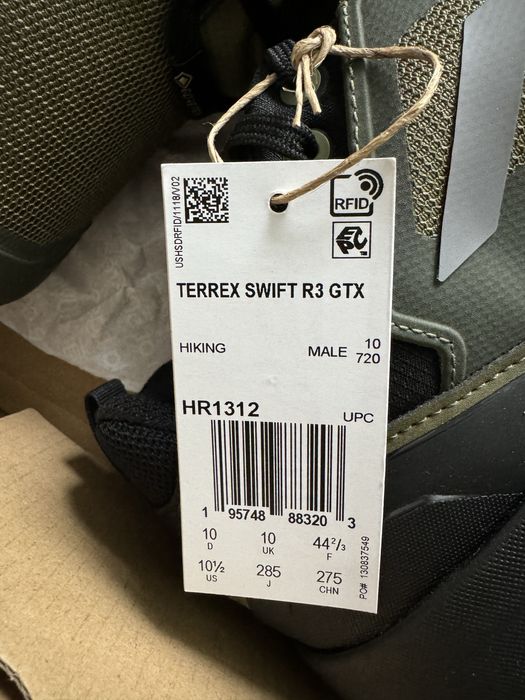 USHSDRFID/1118/V02
RFID
EPC
TERREX SWIFT R3 GTX
HIKING MALE 10
720
HR1312 UPC
1 95748 88320 3
10 10 44²/₃
D UK F
10½ 285 275
US J CHN
PO# 130837549